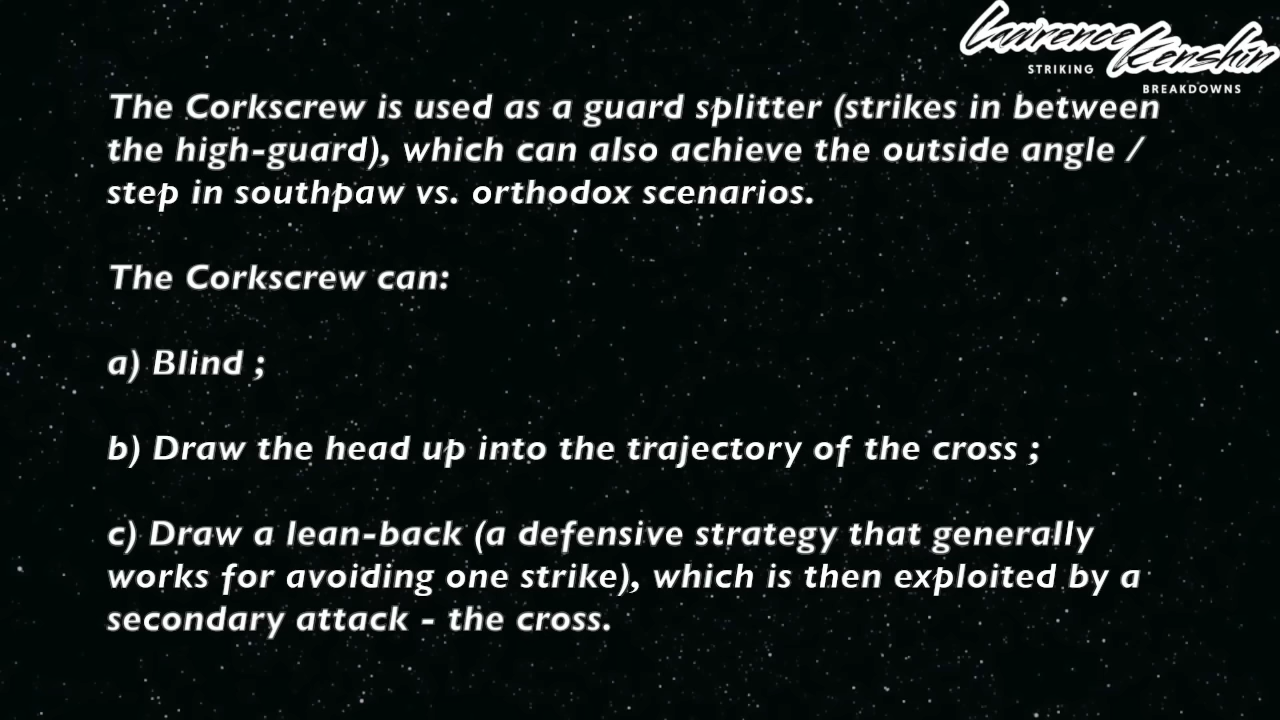 Lawrence Kenshin
STRIKING
BREAKDOWNS
The Corkscrew is used as a guard splitter (strikes in between
the high-guard), which can also achieve the outside angle /
step in southpaw vs. orthodox scenarios.
The Corkscrew can:
a) Blind ;
b) Draw the head up into the trajectory of the cross ;
c) Draw a lean-back (a defensive strategy that generally
works for avoiding one strike), which is then exploited by a
secondary attack - the cross.